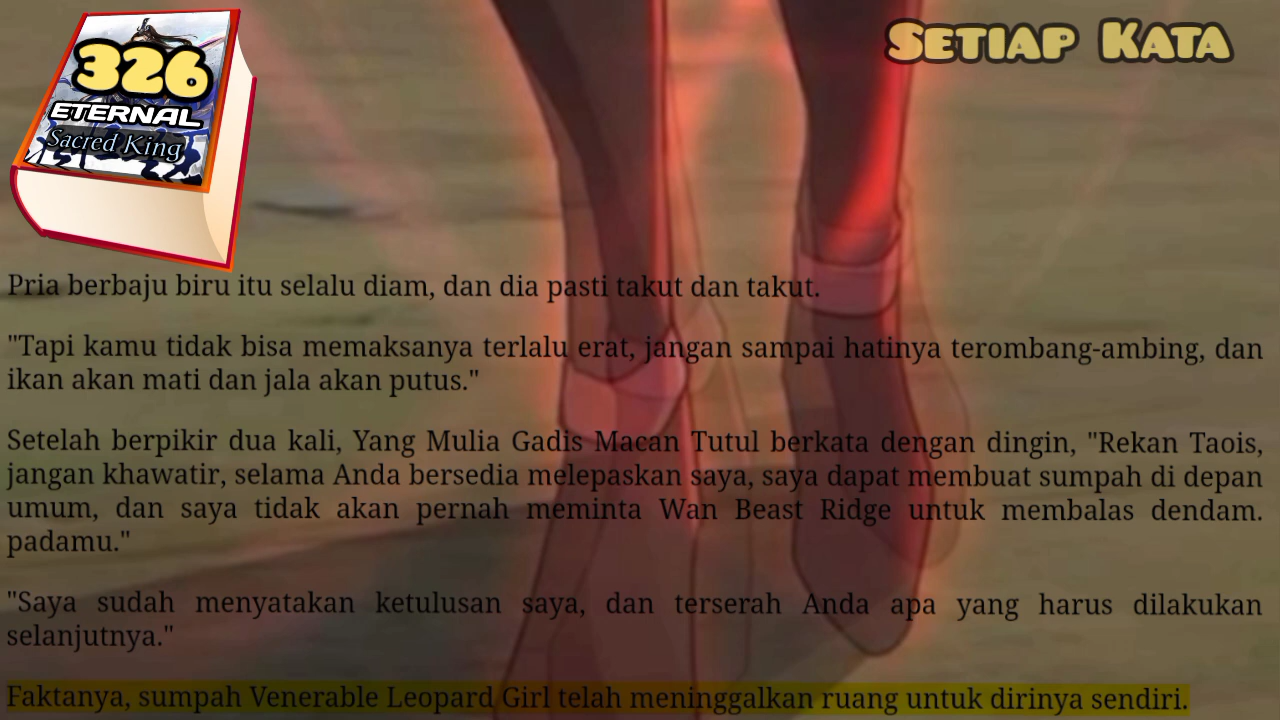 326
ETERNAL
Sacred King
SETIAP KATA
Pria berbaju biru itu selalu diam, dan dia pasti takut dan takut.
"Tapi kamu tidak bisa memaksanya terlalu erat, jangan sampai hatinya terombang-ambing, dan
ikan akan mati dan jala akan putus."
Setelah berpikir dua kali, Yang Mulia Gadis Macan Tutul berkata dengan dingin, "Rekan Taois,
jangan khawatir, selama Anda bersedia melepaskan saya, saya dapat membuat sumpah di depan
umum, dan saya tidak akan pernah meminta Wan Beast Ridge untuk membalas dendam.
padamu."
"Saya sudah menyatakan ketulusan saya, dan terserah Anda apa yang harus dilakukan
selanjutnya."
Faktanya, sumpah Venerable Leopard Girl telah meninggalkan ruang untuk dirinya sendiri.